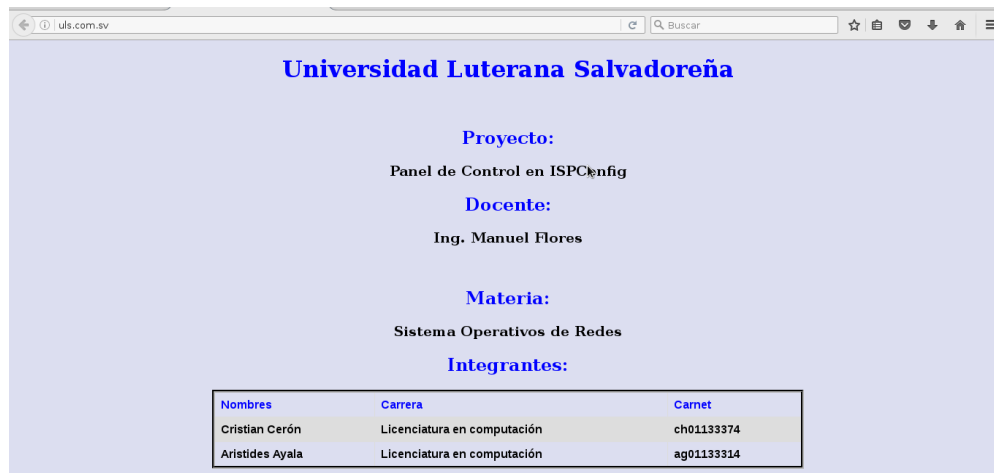 uls.com.sv
Buscar
Universidad Luterana Salvadoreña
Proyecto:
Panel de Control en ISPConfig
Docente:
Ing. Manuel Flores
Materia:
Sistema Operativos de Redes
Integrantes:
Nombres Carrera Carnet
Cristian Cerón Licenciatura en computación ch01133374
Aristides Ayala Licenciatura en computación ag01133314